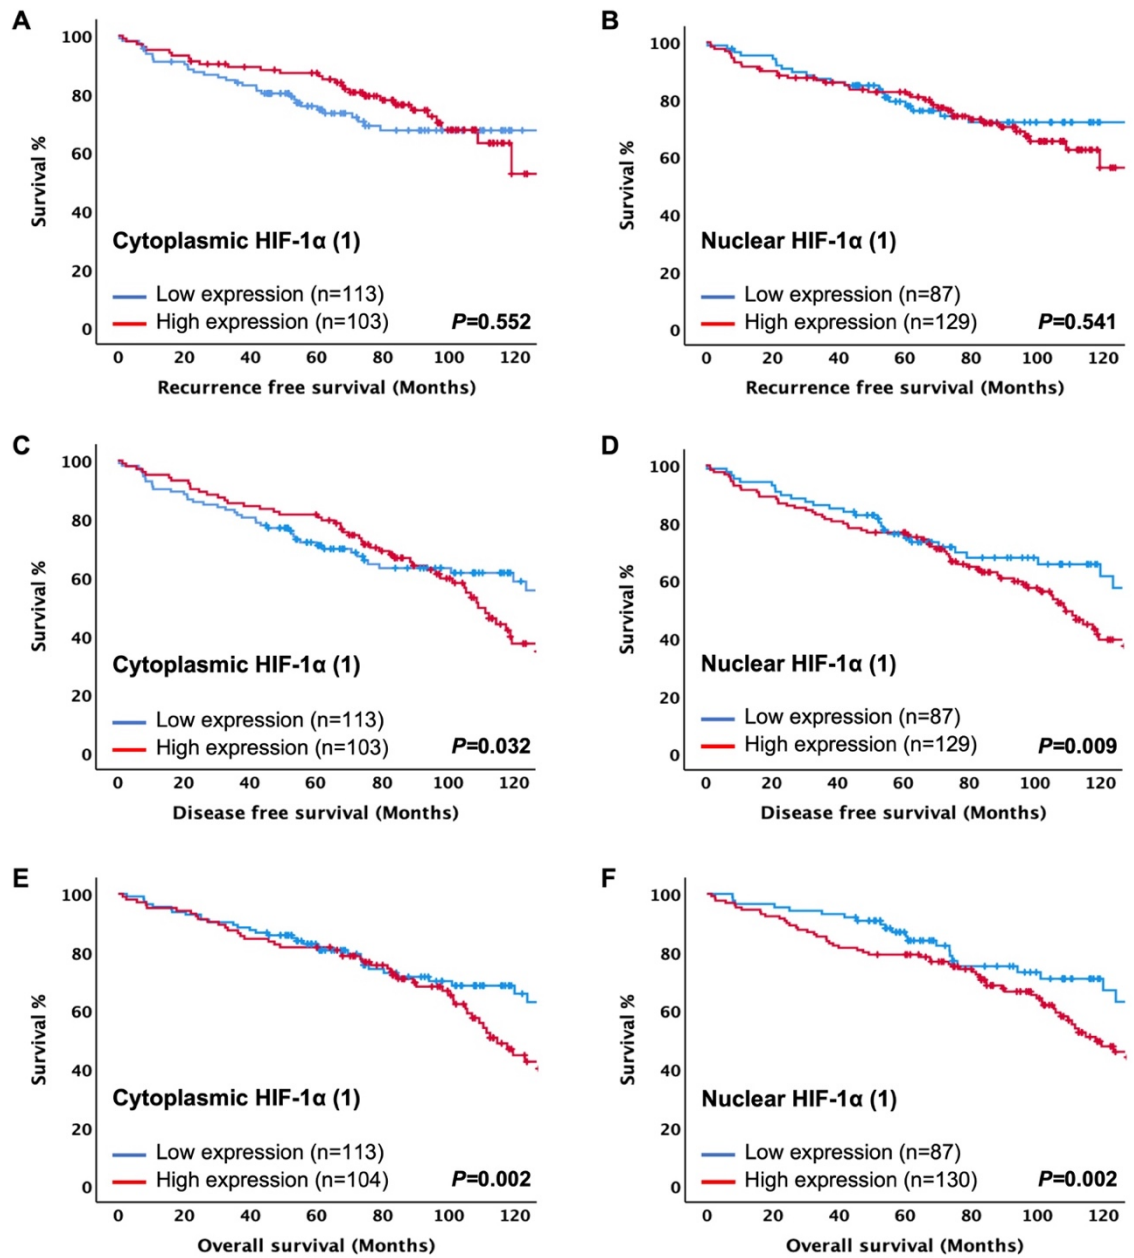 A
100
80
60
40
20
0
Survival %
Cytoplasmic HIF-1α (1)
Low expression (n=113)
High expression (n=103)
P=0.552
0 20 40 60 80 100 120
Recurrence free survival (Months)
B
100
80
60
40
20
0
Survival %
Nuclear HIF-1α (1)
Low expression (n=87)
High expression (n=129)
P=0.541
0 20 40 60 80 100 120
Recurrence free survival (Months)
C
100
80
60
40
20
0
Survival %
Cytoplasmic HIF-1α (1)
Low expression (n=113)
High expression (n=103)
P=0.032
0 20 40 60 80 100 120
Disease free survival (Months)
D
100
80
60
40
20
0
Survival %
Nuclear HIF-1α (1)
Low expression (n=87)
High expression (n=129)
P=0.009
0 20 40 60 80 100 120
Disease free survival (Months)
E
100
80
60
40
20
0
Survival %
Cytoplasmic HIF-1α (1)
Low expression (n=113)
High expression (n=104)
P=0.002
0 20 40 60 80 100 120
Overall survival (Months)
F
100
80
60
40
20
0
Survival %
Nuclear HIF-1α (1)
Low expression (n=87)
High expression (n=130)
P=0.002
0 20 40 60 80 100 120
Overall survival (Months)